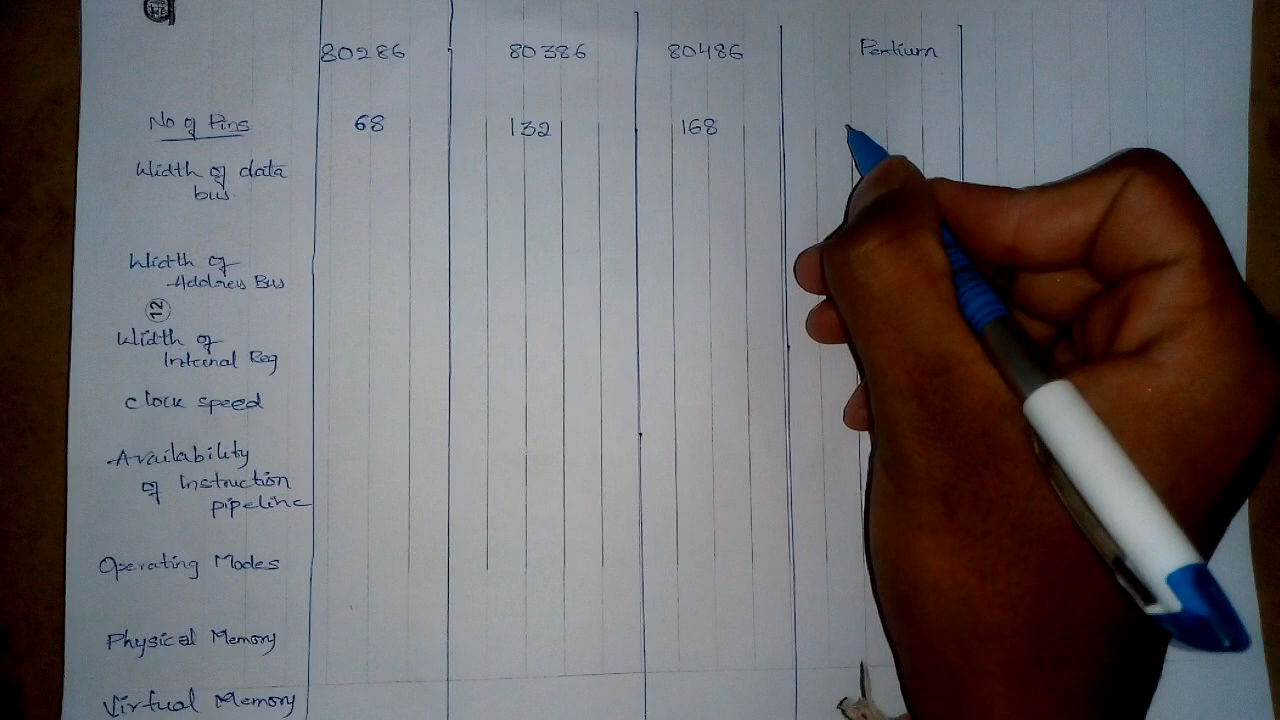 80286 80386 80486 Pentium
No of Pins 68 132 168
Width of data
bus
Width of
Address Bus
12
Width of
Internal Reg
Clock speed
Availability
of Instruction
pipeline
Operating Modes
Physical Memory
Virtual Memory